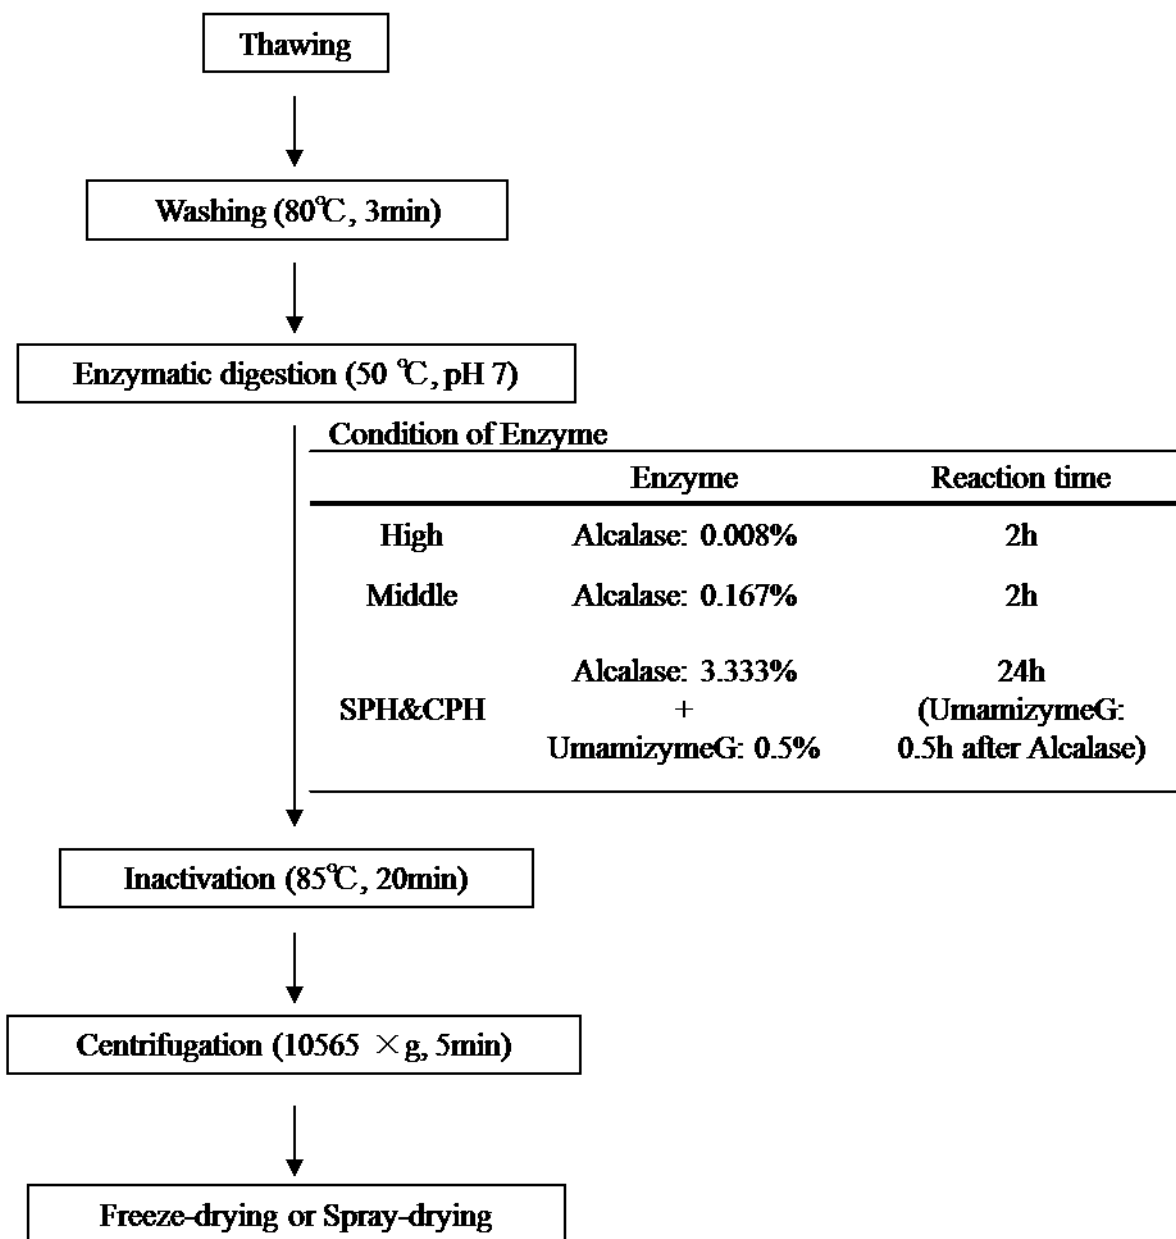 Thawing
Washing (80℃, 3min)
Enzymatic digestion (50 ℃, pH 7)
Condition of Enzyme
Enzyme Reaction time
High Alcalase: 0.008% 2h
Middle Alcalase: 0.167% 2h
Alcalase: 3.333% 24h
SPH&CPH + (UmamizymeG:
UmamizymeG: 0.5% 0.5h after Alcalase)
Inactivation (85℃, 20min)
Centrifugation (10565 ×g, 5min)
Freeze-drying or Spray-drying